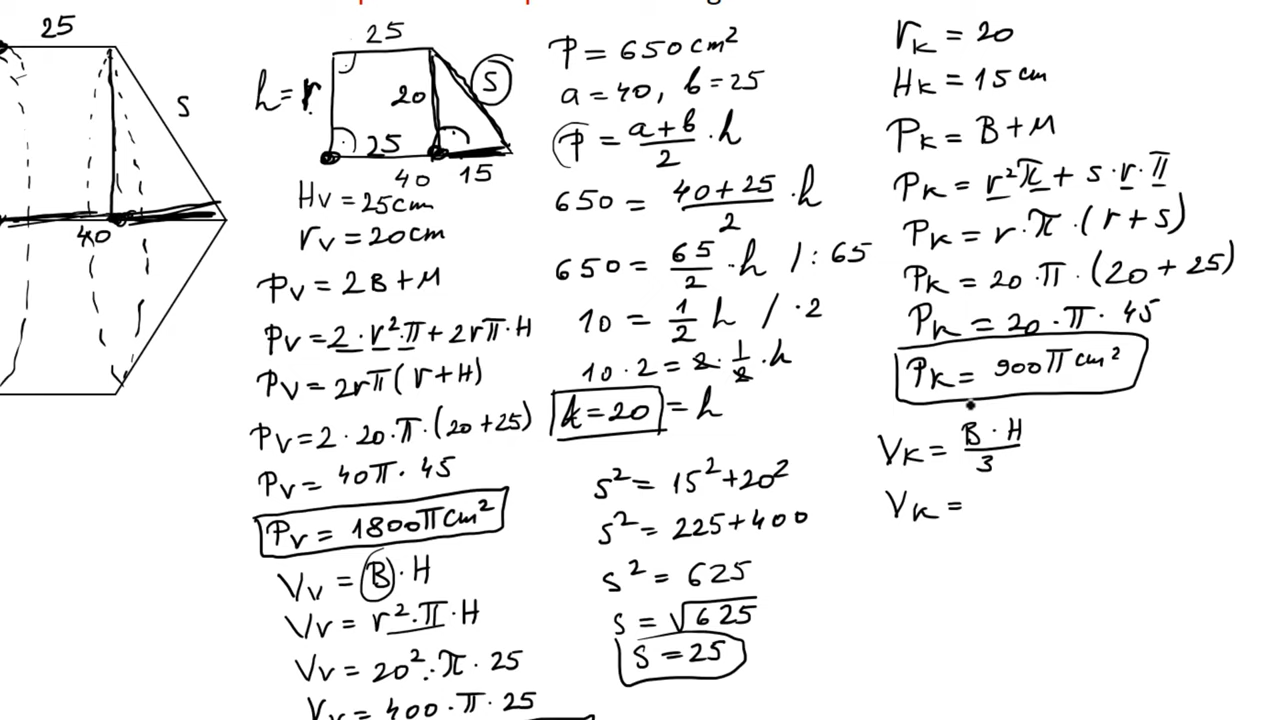 25
S
40
25
h = r
20
S
25
40
15
Hv = 25cm
rv = 20cm
Pv = 2B + M
Pv = 2 · r² · π + 2rπ · H
Pv = 2rπ (r + H)
Pv = 2 · 20 · π · (20 + 25)
Pv = 40π · 45
Pv = 1800π cm²
Vv = B · H
Vv = r² · π · H
Vv = 20² · π · 25
Vv = 400 · π · 25
P = 650 cm²
a = 40, b = 25
P = a + b / 2 · h
650 = 40 + 25 / 2 · h
650 = 65 / 2 · h / : 65
10 = 1/2 h / · 2
10 · 2 = 2 · 1/2 · h
r = 20 = h
s² = 15² + 20²
s² = 225 + 400
s² = 625
s = √625
s = 25
rk = 20
Hk = 15 cm
Pk = B + M
Pk = r²π + s · r · π
Pk = r · π · (r + s)
Pk = 20 · π · (20 + 25)
Pk = 20 · π · 45
Pk = 900π cm²
Vk = B · H / 3
Vk =